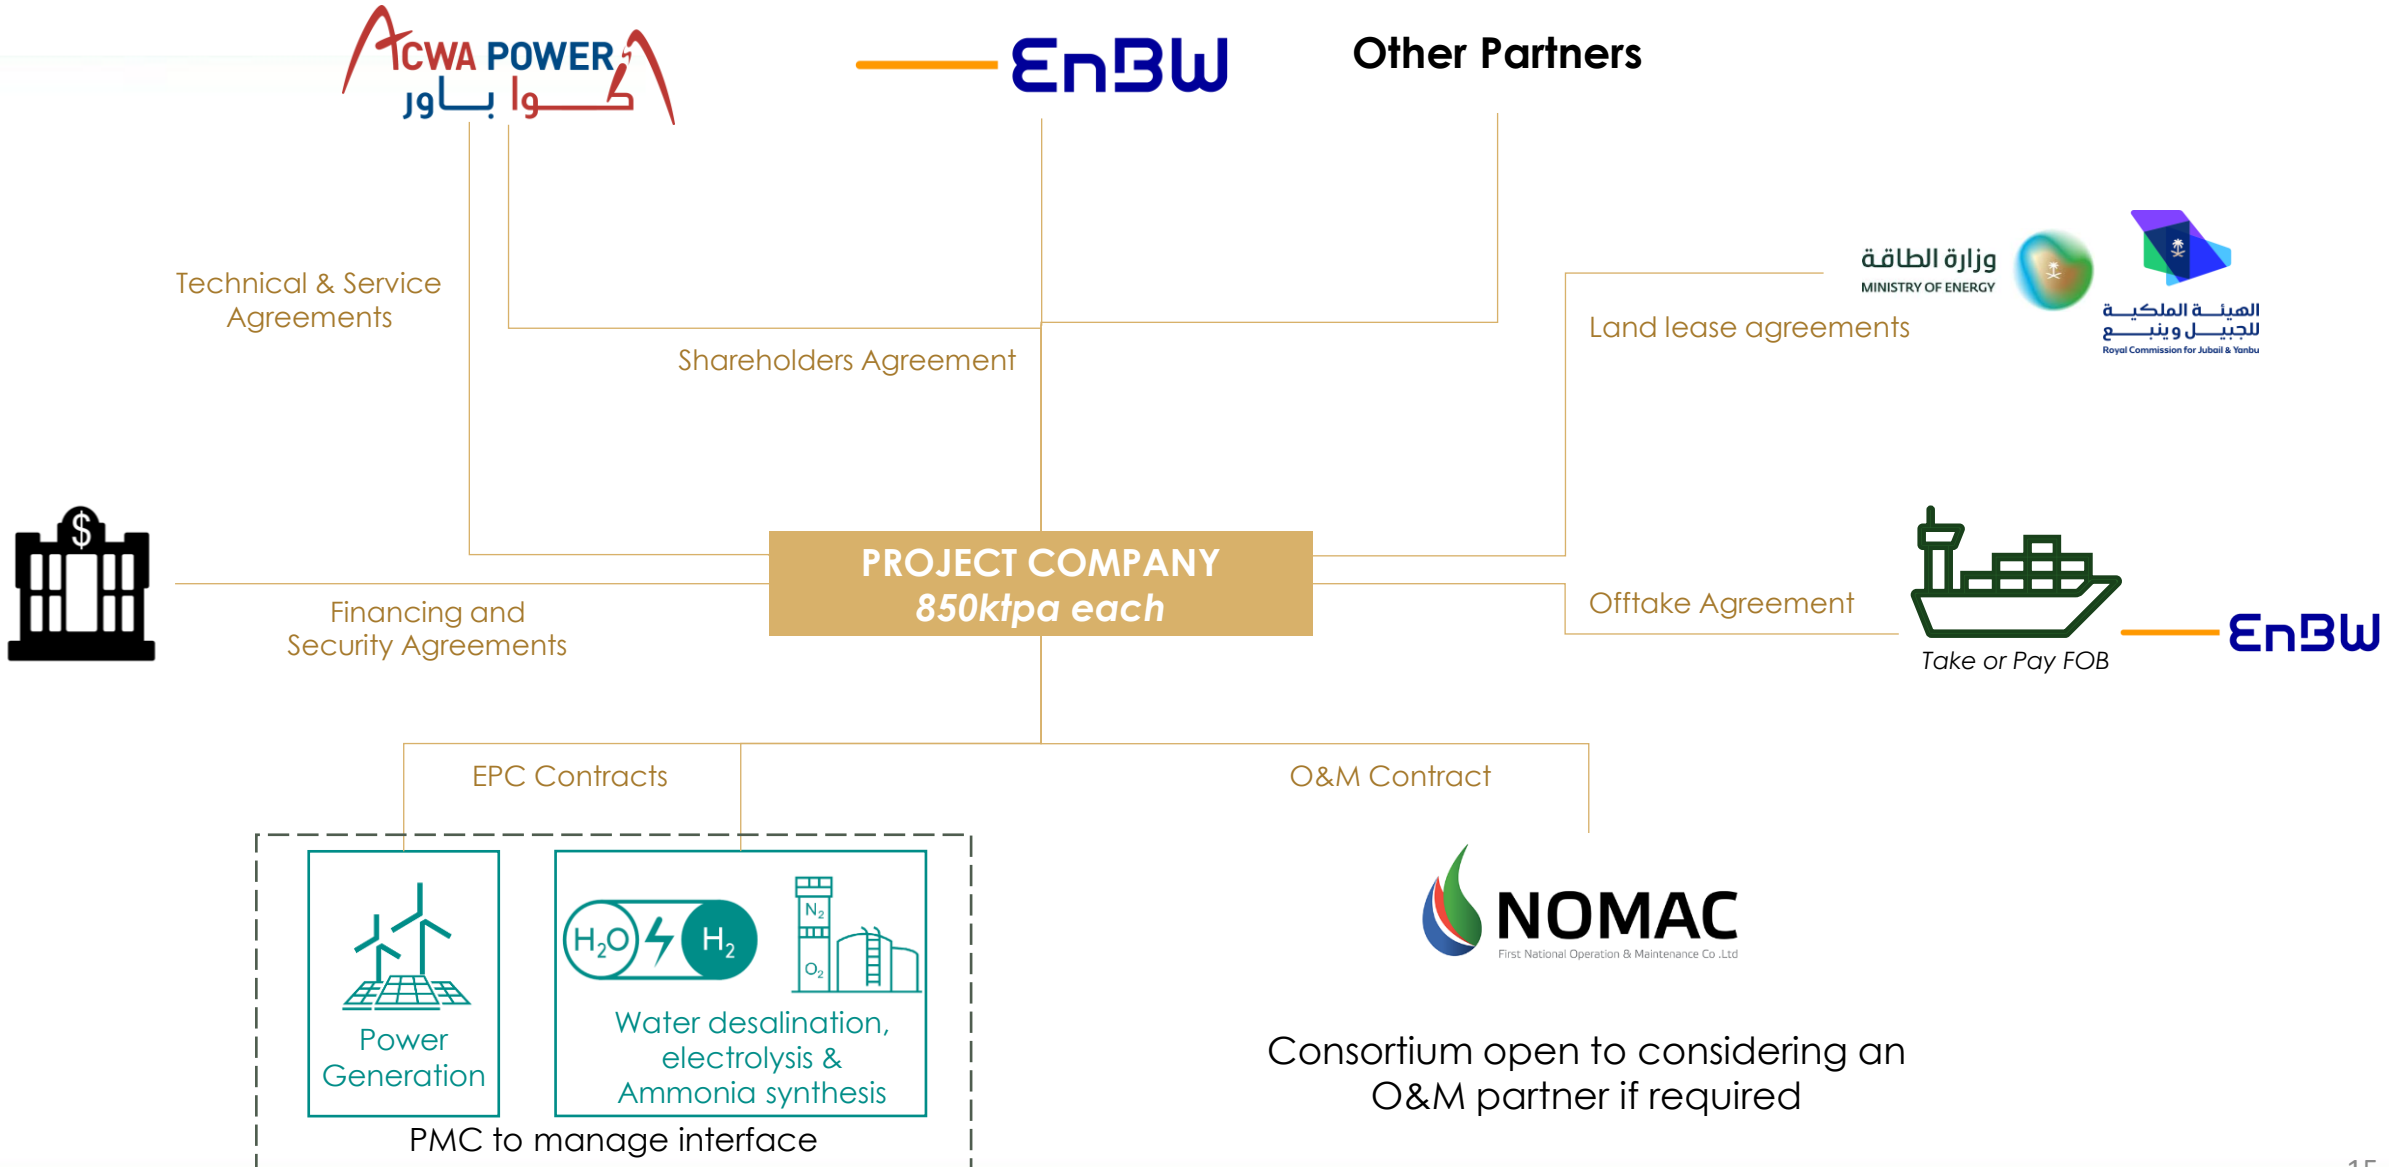 ACWA POWER
أكوا باور
EnBW
Other Partners
Technical & Service
Agreements
Shareholders Agreement
وزارة الطاقة
MINISTRY OF ENERGY
الهيئة الملكية
للجبيل وينبع
Royal Commission for Jubail & Yanbu
Land lease agreements
$
PROJECT COMPANY
850ktpa each
Financing and
Security Agreements
Offtake Agreement
Take or Pay FOB
EnBW
EPC Contracts
O&M Contract
H₂O
H₂
N₂
O₂
Power
Generation
Water desalination,
electrolysis &
Ammonia synthesis
PMC to manage interface
NOMAC
First National Operation & Maintenance Co .Ltd
Consortium open to considering an
O&M partner if required
15